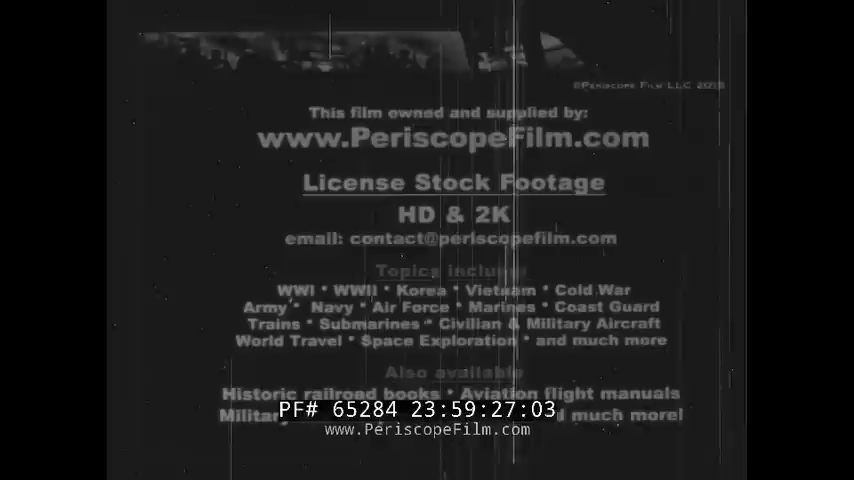 ©Periscope Film LLC 2015
This film owned and supplied by:
www.PeriscopeFilm.com
License Stock Footage
HD & 2K
email: contact@periscopefilm.com
Topics include
WWI * WWII * Korea * Vietnam * Cold War
Army * Navy * Air Force * Marines * Coast Guard
Trains * Submarines * Civilian & Military Aircraft
World Travel * Space Exploration * and much more
Also available
Historic railroad books * Aviation flight manuals
Military d much more!
PF# 65284 23:59:27:03
www.PeriscopeFilm.com